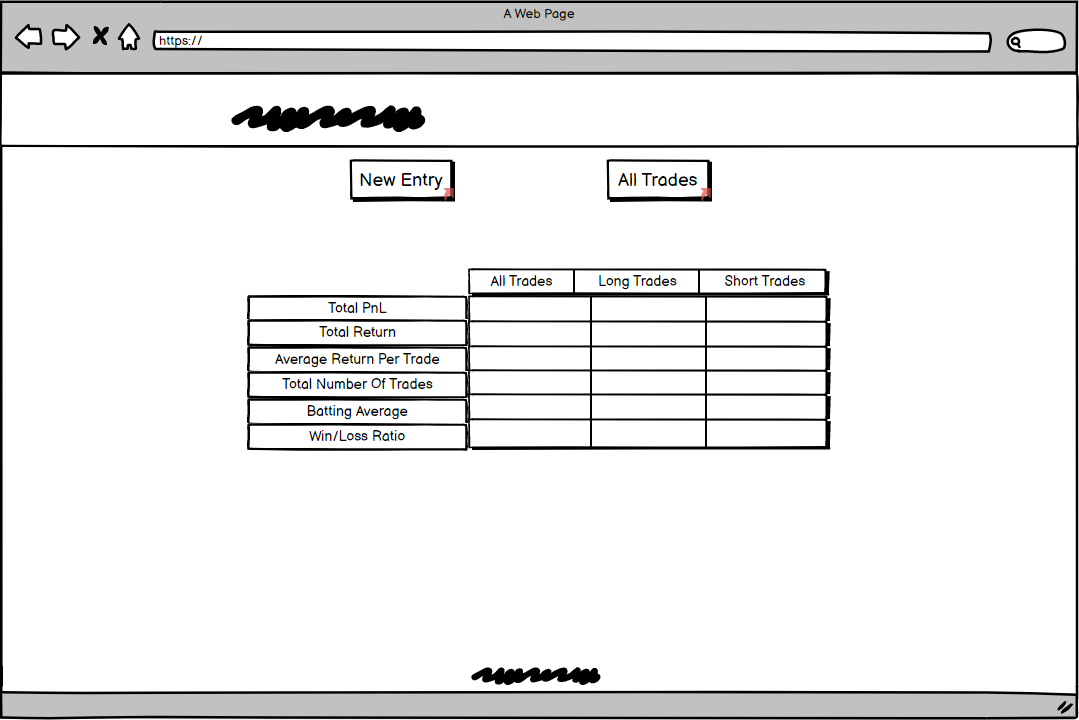 A Web Page
https://
New Entry
All Trades
All Trades Long Trades Short Trades
Total PnL
Total Return
Average Return Per Trade
Total Number Of Trades
Batting Average
Win/Loss Ratio